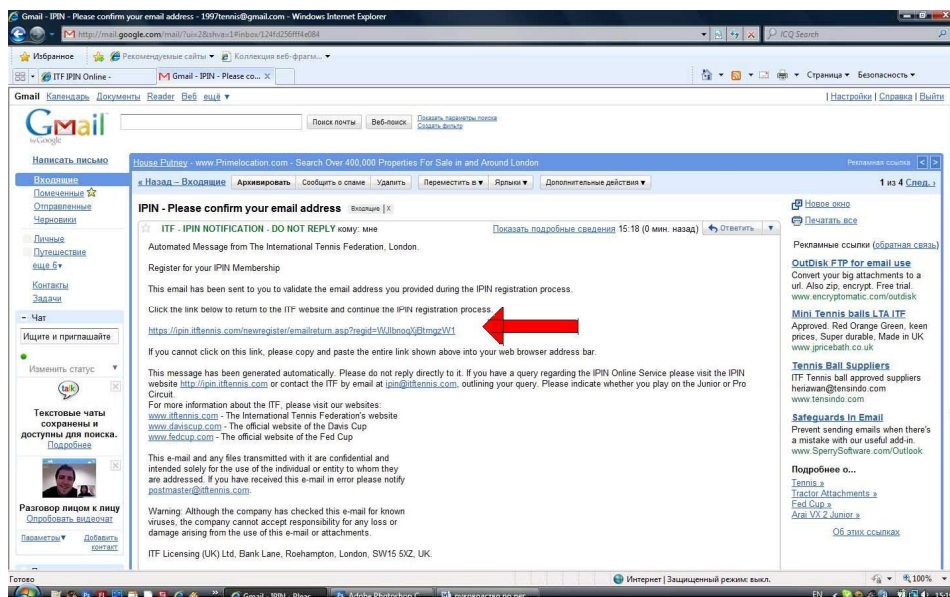 Gmail - IPIN - Please confirm your email address - 1997tennis@gmail.com - Windows Internet Explorer
ICQ Search
Избранное Рекомендуемые сайты Коллекция веб-фрагм...
ITF IPIN Online - Gmail - IPIN - Please co... X Страница Безопасность
Gmail Календарь Документы Reader Веб ещё Настройки | Справка | Выйти
Gmail by Google Поиск почты Веб-поиск Показать параметры поиска
Создать фильтр
Написать письмо
House Putney - www.Primelocation.com - Search Over 400,000 Properties For Sale in and Around London Рекламная ссылка < >
Входящие
Помеченные
Отправленные
Черновики
Личные
Путешествие
еще 6
Контакты
Задачи
- Чат
Ищите и приглашайте
Изменить статус
talk
Текстовые чаты
сохранены и
доступны для поиска.
Подробнее
Разговор лицом к лицу
Опробовать видеочат
Параметры Добавить
контакт
« Назад – Входящие Архивировать Сообщить о спаме Удалить Переместить в Ярлыки Дополнительные действия 1 из 4 След. ›
IPIN - Please confirm your email address Входящие X
ITF - IPIN NOTIFICATION - DO NOT REPLY кому: мне Показать подробные сведения 15:18 (0 мин. назад) Ответить
Automated Message from The International Tennis Federation, London.
Register for your IPIN Membership
This email has been sent to you to validate the email address you provided during the IPIN registration process.
Click the link below to return to the ITF website and continue the IPIN registration process.
If you cannot click on this link, please copy and paste the entire link shown above into your web browser address bar.
This message has been generated automatically. Please do not reply directly to it. If you have a query regarding the IPIN Online Service please visit the IPIN
website http://ipin.itftennis.com or contact the ITF by email at ipin@itftennis.com, outlining your query. Please indicate whether you play on the Junior or Pro
Circuit.
For more information about the ITF, please visit our websites:
www.itftennis.com - The International Tennis Federation's website
www.daviscup.com - The official website of the Davis Cup
www.fedcup.com - The official website of the Fed Cup
This e-mail and any files transmitted with it are confidential and
intended solely for the use of the individual or entity to whom they
are addressed. If you have received this e-mail in error please notify
postmaster@itftennis.com.
Warning: Although the company has checked this e-mail for known
viruses, the company cannot accept responsibility for any loss or
damage arising from the use of this e-mail or attachments.
ITF Licensing (UK) Ltd, Bank Lane, Roehampton, London, SW15 5XZ, UK.
Новое окно
Печатать все
Рекламные ссылки (обратная связь)
OutDisk FTP for email use
Convert your big attachments to a
url. Also zip, encrypt. Free trial.
www.encryptomatic.com/outdisk
Mini Tennis balls LTA ITF
Approved. Red Orange Green, keen
prices, Super durable, Made in UK
www.jpricebath.co.uk
Tennis Ball Suppliers
ITF Tennis ball approved suppliers
heriawan@tensindo.com
www.tensindo.com
Safeguards in Email
Prevent sending emails when there's
a mistake with our useful add-in.
www.SperrySoftware.com/Outlook
Подробнее о...
Tennis »
Tractor Attachments »
Fed Cup »
Arai VX 2 Junior »
Об этих ссылках
Готово Интернет | Защищенный режим: выкл. 100%
Gmail - IPIN - Pleas... Adobe Photoshop C... руководство по рег... EN